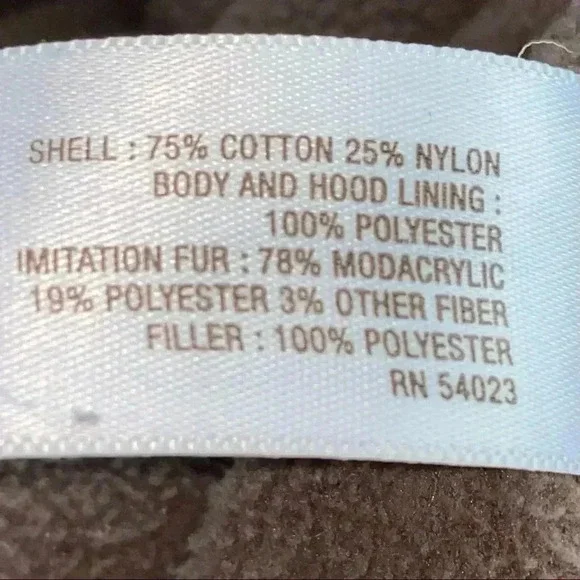 SHELL : 75% COTTON 25% NYLON
BODY AND HOOD LINING :
100% POLYESTER
IMITATION FUR : 78% MODACRYLIC
19% POLYESTER 3% OTHER FIBER
FILLER : 100% POLYESTER
RN 54023